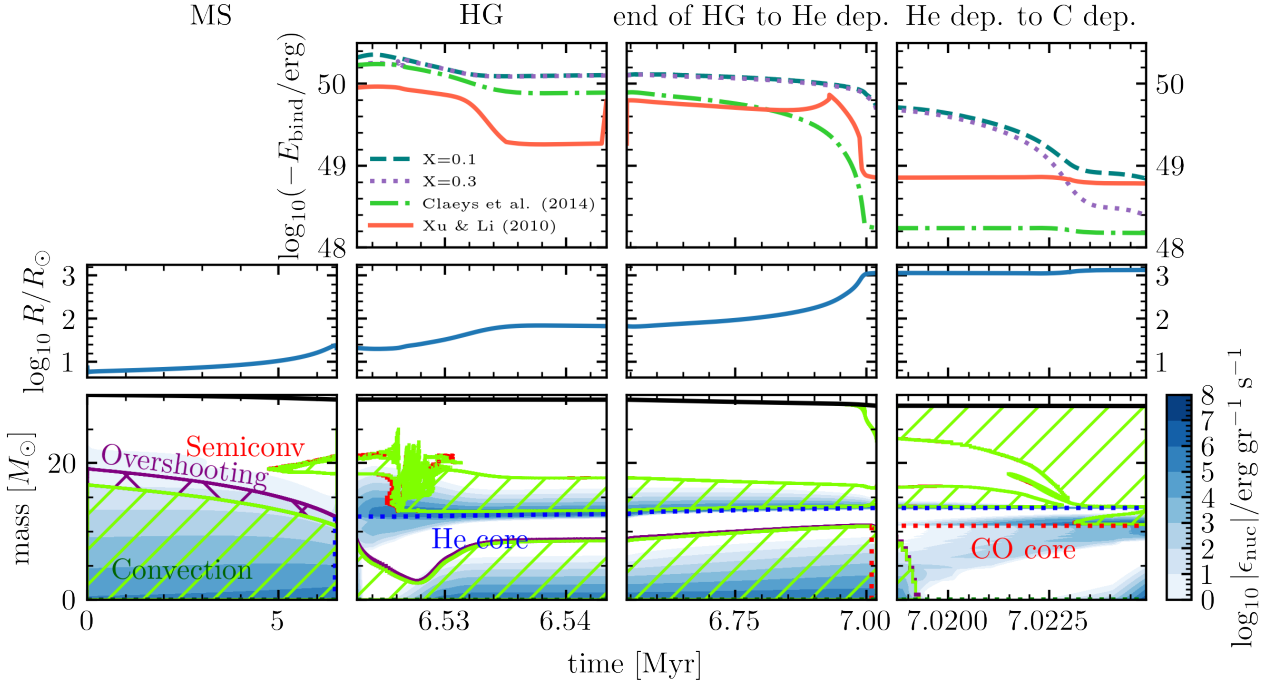 MS
HG
end of HG to He dep.
He dep. to C dep.
log₁₀(−E_bind/erg)
50
49
48
X=0.1
X=0.3
Claeys et al. (2014)
Xu & Li (2010)
50
49
48
log₁₀ R/R⊙
3
2
1
3
2
1
mass [M⊙]
20
0
Semiconv
Overshooting
Convection
He core
CO core
0
5
6.53
6.54
6.75
7.00
7.0200
7.0225
time [Myr]
8
7
6
5
4
3
2
1
0
log₁₀ |ϵ_nuc|/erg gr⁻¹ s⁻¹